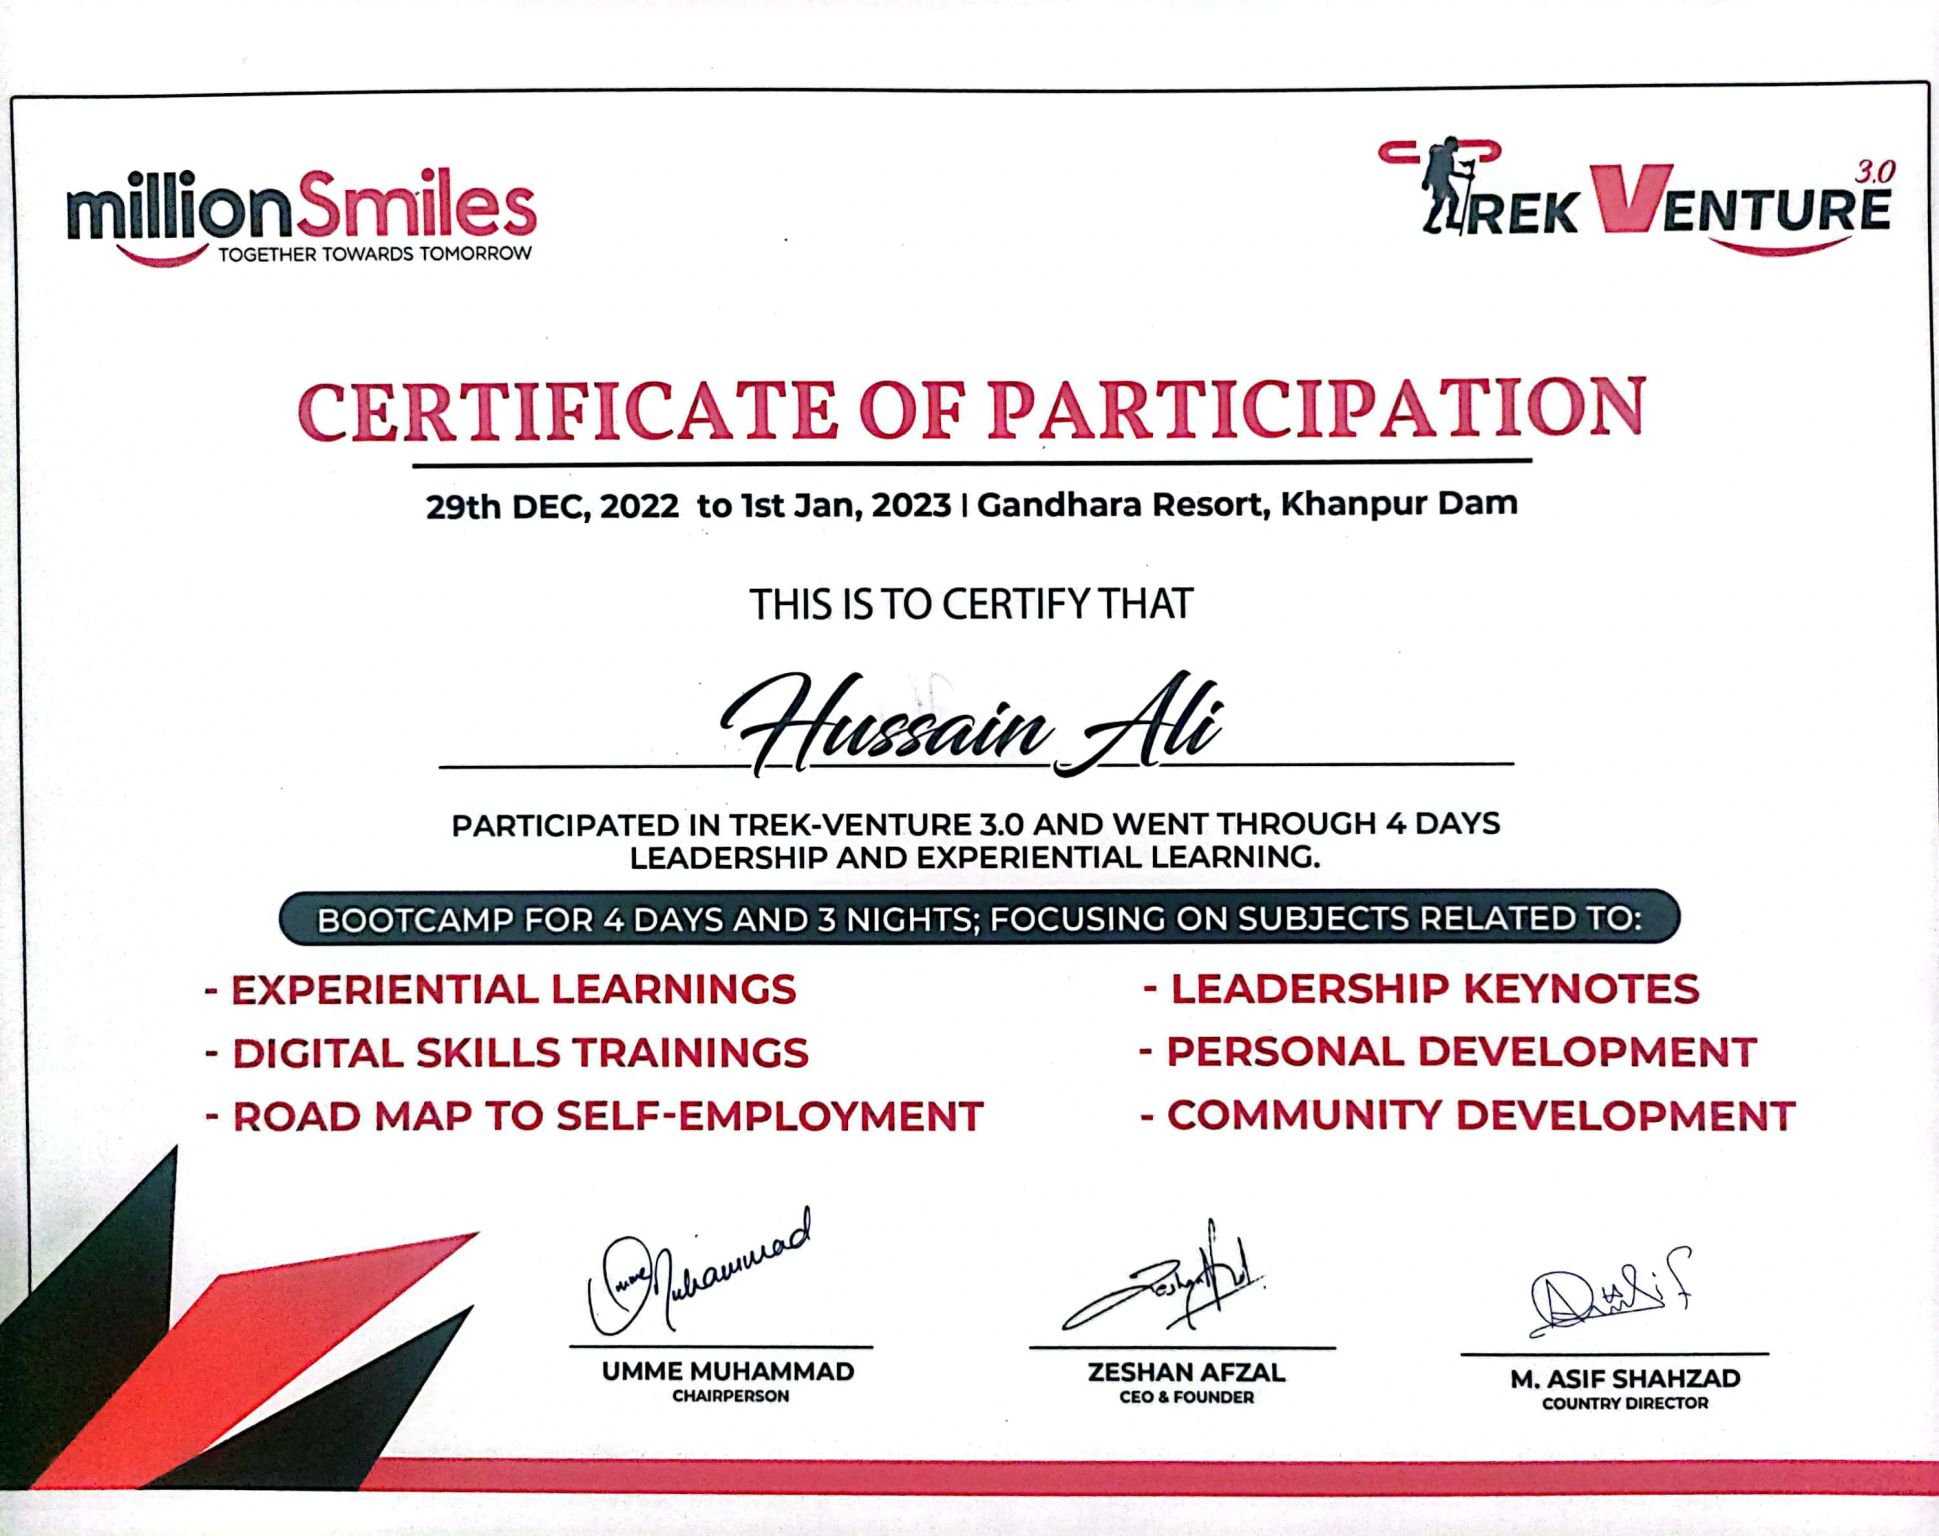 millionSmiles
TOGETHER TOWARDS TOMORROW
TREK VENTURE 3.0
CERTIFICATE OF PARTICIPATION
29th DEC, 2022 to 1st Jan, 2023 | Gandhara Resort, Khanpur Dam
THIS IS TO CERTIFY THAT
Hussain Ali
PARTICIPATED IN TREK-VENTURE 3.0 AND WENT THROUGH 4 DAYS
LEADERSHIP AND EXPERIENTIAL LEARNING.
BOOTCAMP FOR 4 DAYS AND 3 NIGHTS; FOCUSING ON SUBJECTS RELATED TO:
- EXPERIENTIAL LEARNINGS
- DIGITAL SKILLS TRAININGS
- ROAD MAP TO SELF-EMPLOYMENT
- LEADERSHIP KEYNOTES
- PERSONAL DEVELOPMENT
- COMMUNITY DEVELOPMENT
Umme Muhammad
UMME MUHAMMAD
CHAIRPERSON
ZESHAN AFZAL
CEO & FOUNDER
M. ASIF SHAHZAD
COUNTRY DIRECTOR